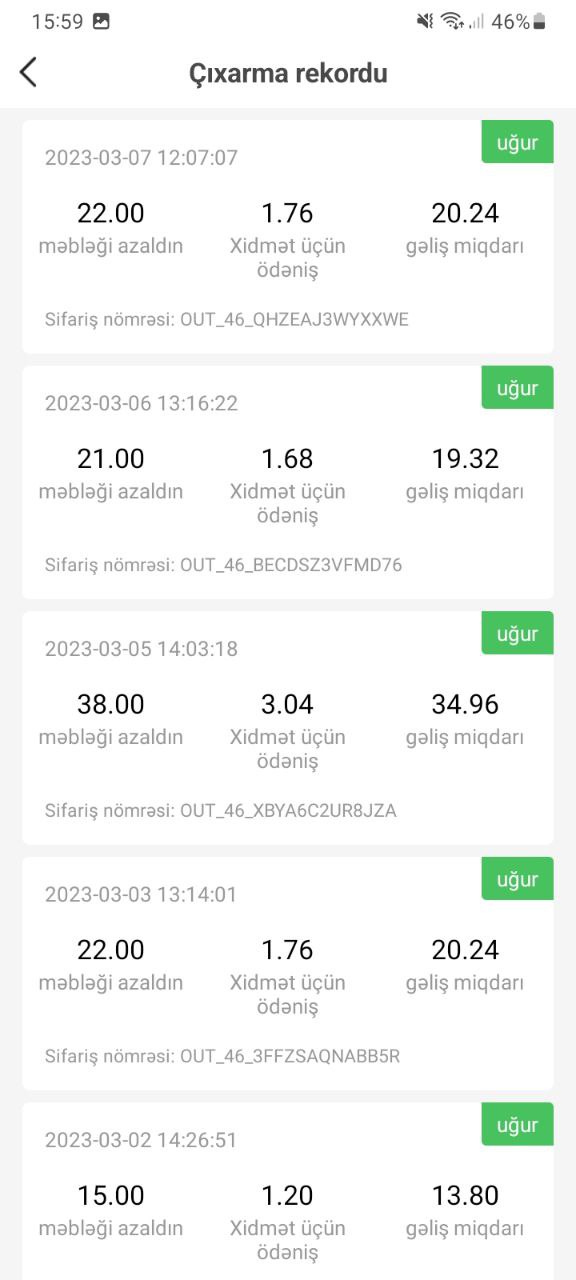 15:59 46%
Çıxarma rekordu
uğur
2023-03-07 12:07:07
22.00 1.76 20.24
məbləği azaldın Xidmət üçün gəliş miqdarı
ödəniş
Sifariş nömrəsi: OUT_46_QHZEAJ3WYXXWE
uğur
2023-03-06 13:16:22
21.00 1.68 19.32
məbləği azaldın Xidmət üçün gəliş miqdarı
ödəniş
Sifariş nömrəsi: OUT_46_BECDSZ3VFMD76
uğur
2023-03-05 14:03:18
38.00 3.04 34.96
məbləği azaldın Xidmət üçün gəliş miqdarı
ödəniş
Sifariş nömrəsi: OUT_46_XBYA6C2UR8JZA
uğur
2023-03-03 13:14:01
22.00 1.76 20.24
məbləği azaldın Xidmət üçün gəliş miqdarı
ödəniş
Sifariş nömrəsi: OUT_46_3FFZSAQNABB5R
uğur
2023-03-02 14:26:51
15.00 1.20 13.80
məbləği azaldın Xidmət üçün gəliş miqdarı
ödəniş